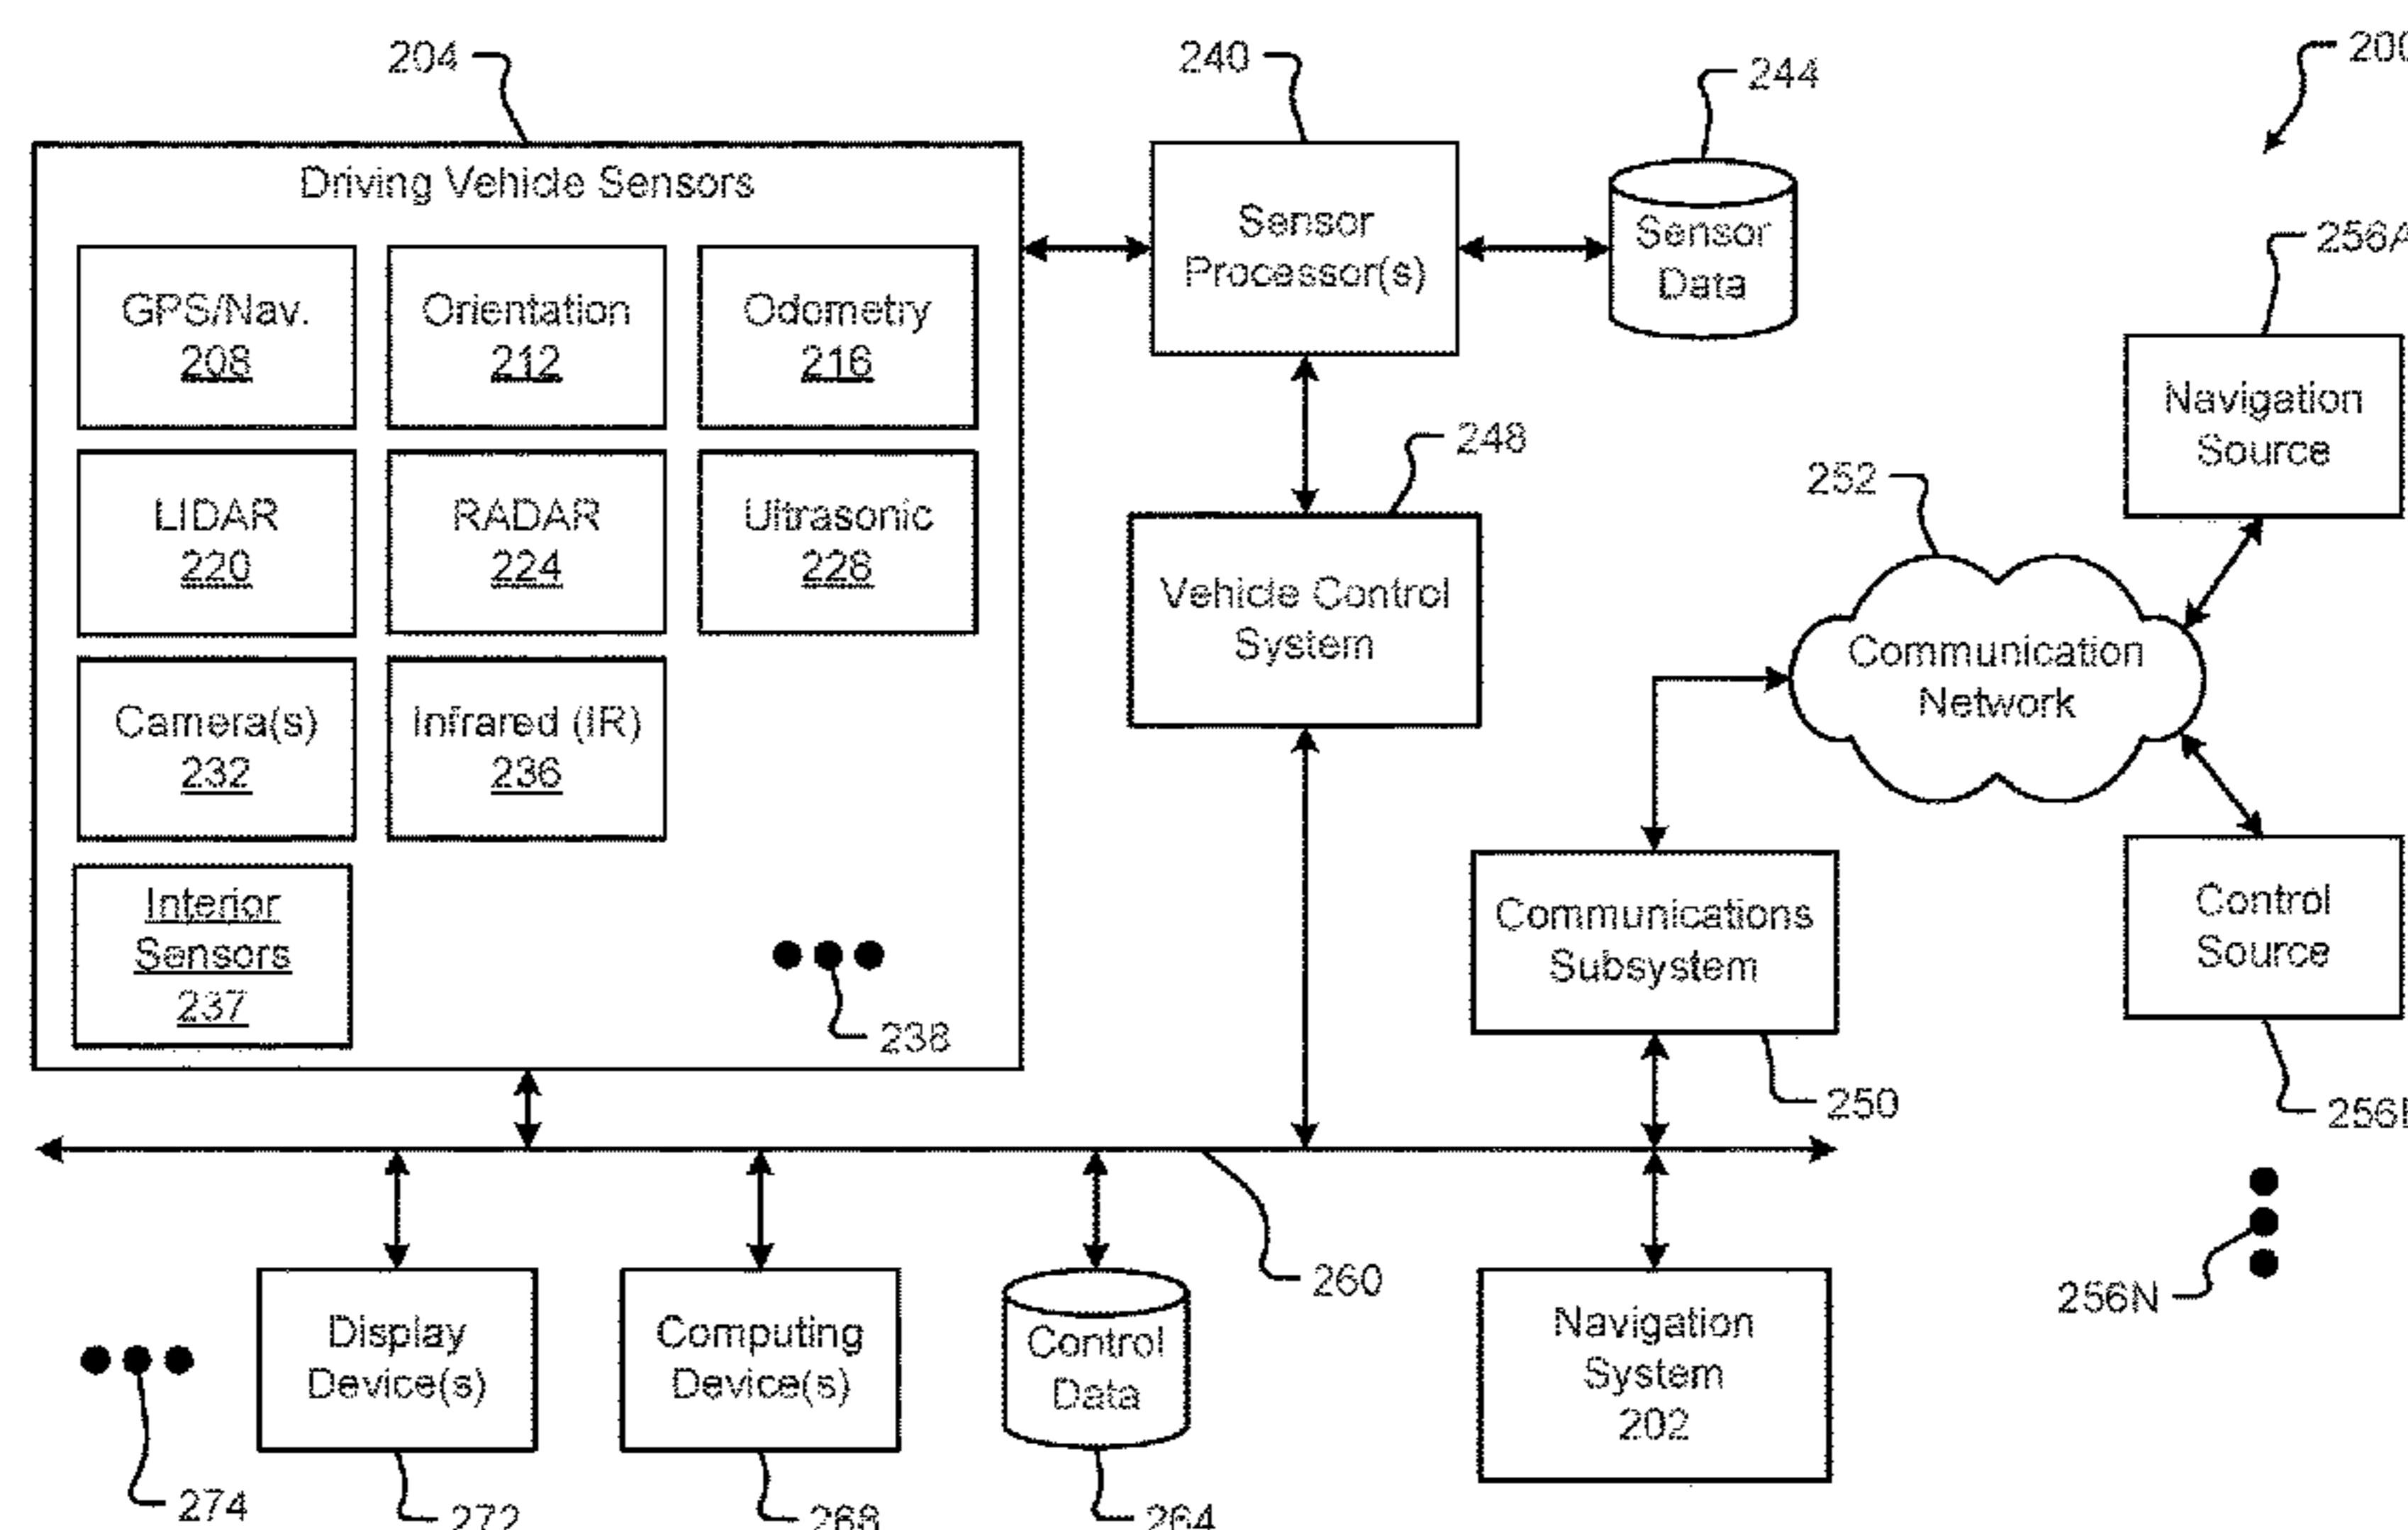 204
240
244
200
Driving Vehicle Sensors
GPS/Nav.
208
Orientation
212
Odometry
216
LIDAR
220
RADAR
224
Ultrasonic
228
Camera(s)
232
Infrared (IR)
236
Interior
Sensors
237
238
Sensor
Processor(s)
Sensor
Data
248
Vehicle Control
System
252
Communication
Network
256A
Navigation
Source
Control
Source
Communications
Subsystem
250
260
256N
Display
Device(s)
Computing
Device(s)
Control
Data
Navigation
System
202
274
272
268
264